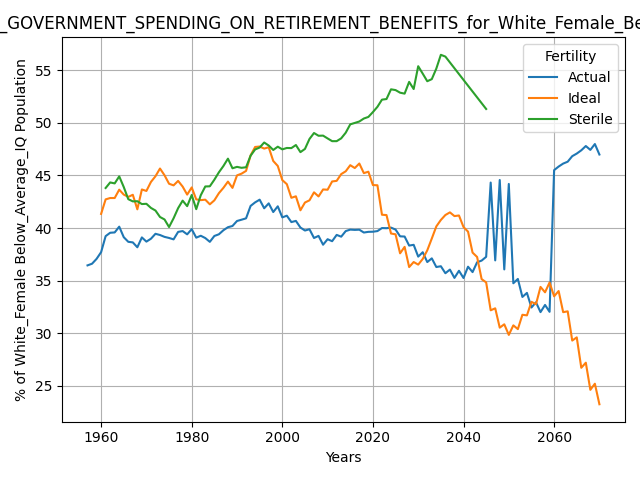 _GOVERNMENT_SPENDING_ON_RETIREMENT_BENEFITS_for_White_Female_Be
% of White_Female Below_Average_IQ Population
55
50
45
40
35
30
25
Fertility
Actual
Ideal
Sterile
1960
1980
2000
2020
2040
2060
Years